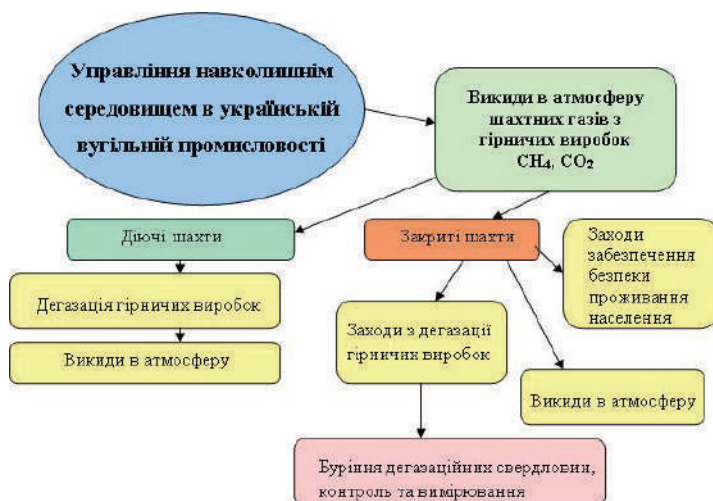 Управління навколишнім
середовищем в українській
вугільній промисловості
Викиди в атмосферу
шахтних газів з
гірничих виробок
CH₄, CO₂
Діючі шахти
Закриті шахти
Заходи
забезпечення
безпеки
проживання
населення
Дегазація гірничих виробок
Заходи з дегазації
гірничих виробок
Викиди в атмосферу
Викиди в атмосферу
Буріння дегазаційних свердловин,
контроль та вимірювання